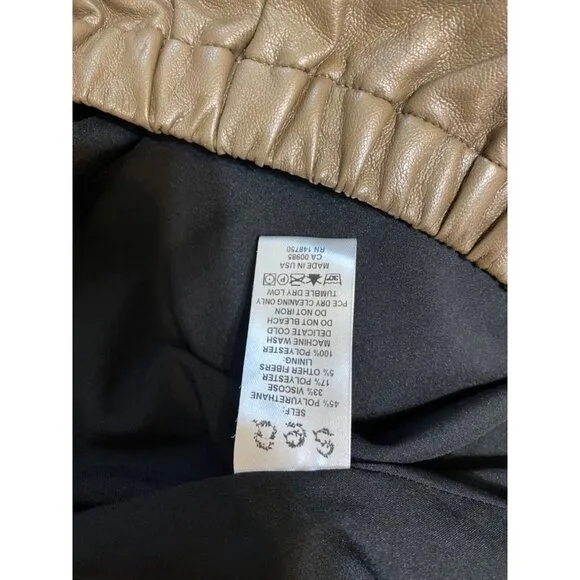 SELF:
45% POLYURETHANE
33% VISCOSE
17% POLYESTER
5% OTHER FIBERS
LINING:
100% POLYESTER
MACHINE WASH
DELICATE COLD
DO NOT BLEACH
DO NOT IRON
PCE DRY CLEANING ONLY
TUMBLE DRY LOW
MADE IN USA
CA 00985
RN 148750